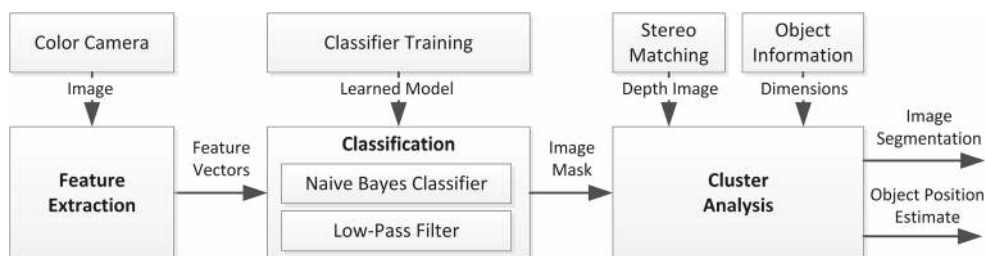 Color Camera
Classifier Training
Stereo
Matching
Object
Information
Image
Learned Model
Depth Image
Dimensions
Feature
Extraction
Feature
Vectors
Classification
Naive Bayes Classifier
Low-Pass Filter
Image
Mask
Cluster
Analysis
Image
Segmentation
Object Position
Estimate